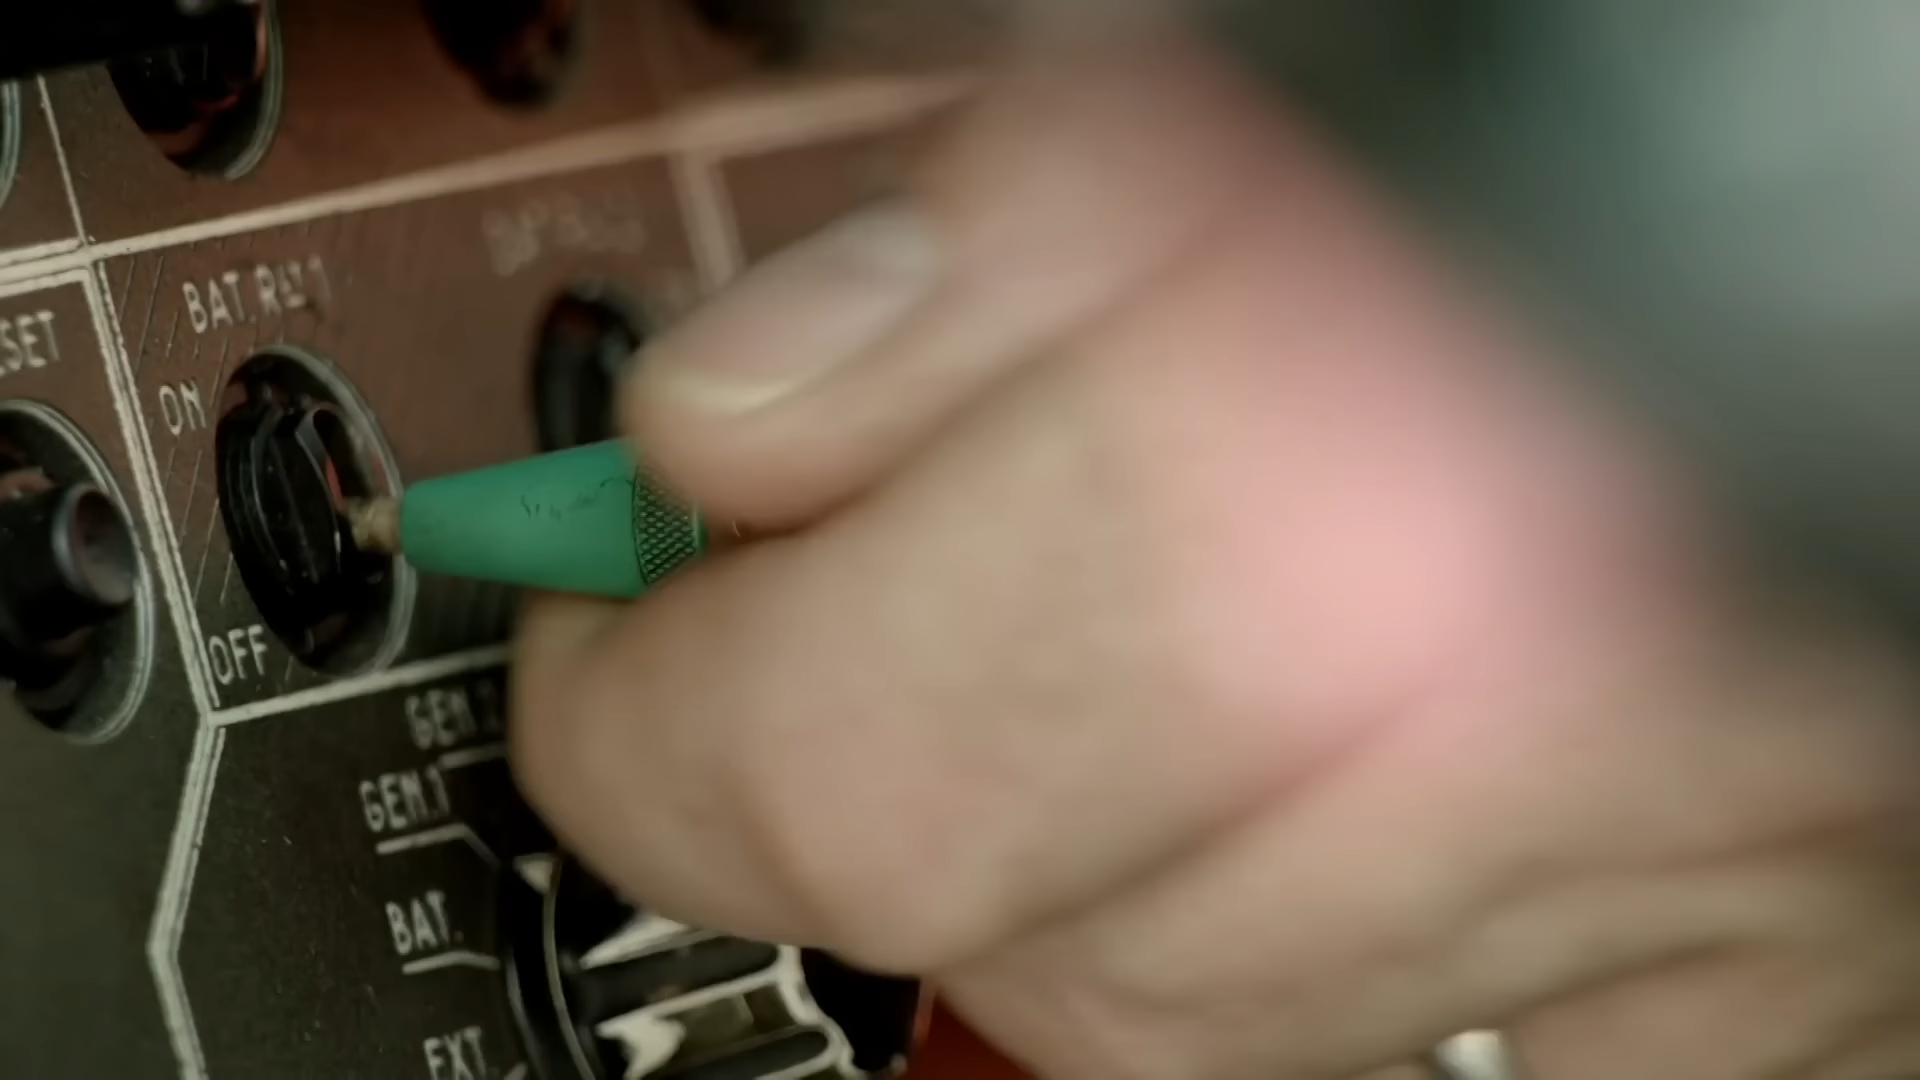 BAT. RLY.1
SET
ON
OFF
GEN.2
GEN.1
BAT.
EXT.